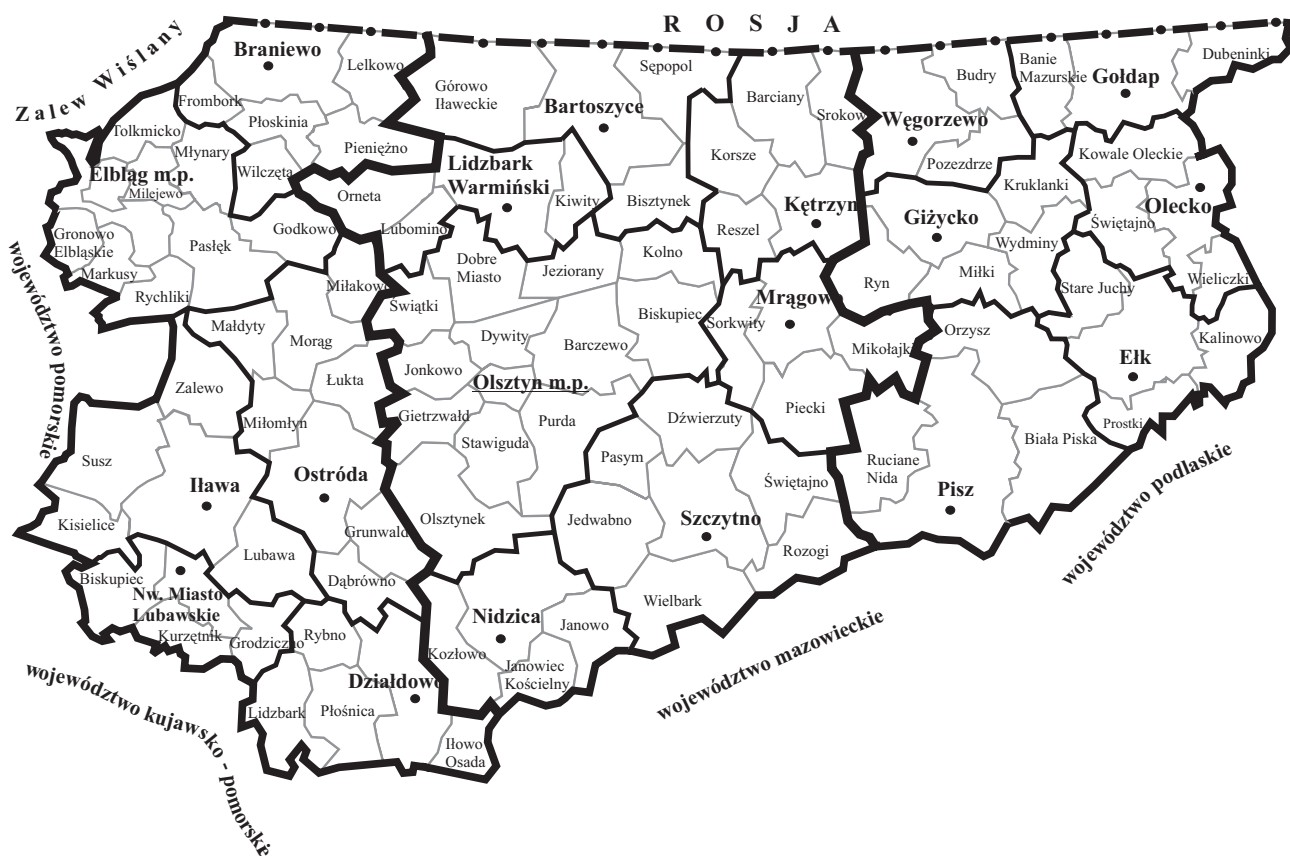 ROSJA
Zalew Wiślany
Braniewo
Lelkowo
Frombork
Płoskinia
Pieniężno
Tolkmicko
Młynary
Wilczęta
Elbląg m.p.
Milejewo
Gronowo
Elbląskie
Markusy
Pasłęk
Godkowo
Rychliki
Górowo
Iławeckie
Sępopol
Bartoszyce
Bisztynek
Lidzbark
Warmiński
Orneta
Lubomino
Kiwity
Barciany
Srokow
Korsze
Kętrzyn
Reszel
Węgorzewo
Budry
Pozezdrze
Banie
Mazurskie
Gołdap
Dubeninki
Kowale Oleckie
Olecko
Świętajno
Wieliczki
Kruklanki
Giżycko
Wydminy
Miłki
Ryn
Stare Juchy
Ełk
Kalinowo
Prostki
Orzysz
Biała Piska
Ruciane
Nida
Pisz
Mrągowo
Sorkwity
Mikołajki
Piecki
Dobre
Miasto
Jeziorany
Kolno
Świątki
Dywity
Barczewo
Biskupiec
Jonkowo
Olsztyn m.p.
Gietrzwałd
Stawiguda
Purda
Olsztynek
Dźwierzuty
Pasym
Jedwabno
Szczytno
Świętajno
Rozogi
Wielbark
Miłakowo
Małdyty
Morąg
Łukta
Miłomłyn
Ostróda
Grunwald
Dąbrówno
Zalewo
Susz
Iława
Kisielice
Lubawa
Biskupiec
Nw. Miasto
Lubawskie
Kurzętnik
Grodziczno
Rybno
Działdowo
Lidzbark
Płośnica
Iłowo
Osada
Nidzica
Kozłowo
Janowo
Janowiec
Kościelny
województwo pomorskie
województwo kujawsko - pomorskie
województwo mazowieckie
województwo podlaskie